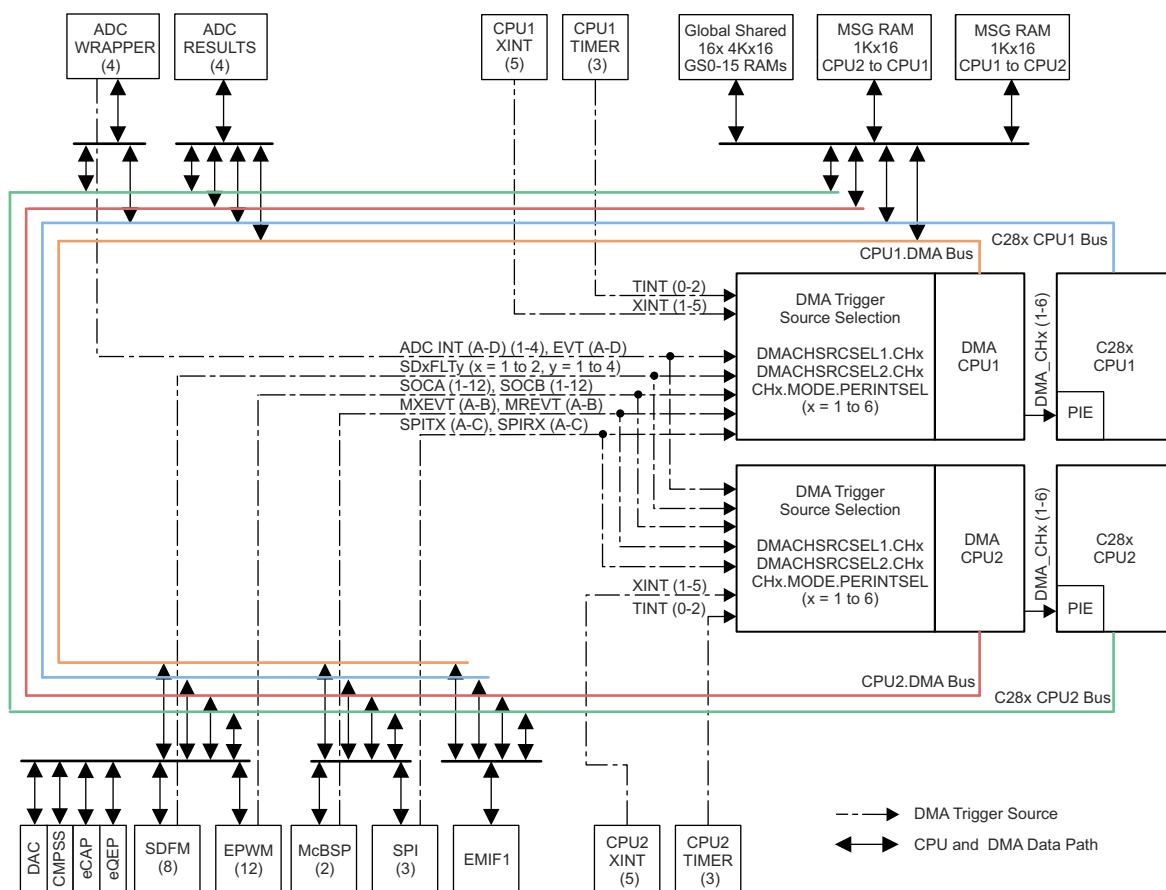 ADC
WRAPPER
(4)
ADC
RESULTS
(4)
CPU1
XINT
(5)
CPU1
TIMER
(3)
Global Shared
16x 4Kx16
GS0-15 RAMs
MSG RAM
1Kx16
CPU2 to CPU1
MSG RAM
1Kx16
CPU1 to CPU2
C28x CPU1 Bus
CPU1.DMA Bus
TINT (0-2)
XINT (1-5)
ADC INT (A-D) (1-4), EVT (A-D)
SDxFLTy (x = 1 to 2, y = 1 to 4)
SOCA (1-12), SOCB (1-12)
MXEVT (A-B), MREVT (A-B)
SPITX (A-C), SPIRX (A-C)
DMA Trigger
Source Selection
DMACHSRCSEL1.CHx
DMACHSRCSEL2.CHx
CHx.MODE.PERINTSEL
(x = 1 to 6)
DMA
CPU1
DMA_CHx (1-6)
C28x
CPU1
PIE
DMA Trigger
Source Selection
DMACHSRCSEL1.CHx
DMACHSRCSEL2.CHx
CHx.MODE.PERINTSEL
(x = 1 to 6)
DMA
CPU2
DMA_CHx (1-6)
C28x
CPU2
PIE
XINT (1-5)
TINT (0-2)
CPU2.DMA Bus
C28x CPU2 Bus
DAC
CMPSS
eCAP
eQEP
SDFM
(8)
EPWM
(12)
McBSP
(2)
SPI
(3)
EMIF1
CPU2
XINT
(5)
CPU2
TIMER
(3)
DMA Trigger Source
CPU and DMA Data Path